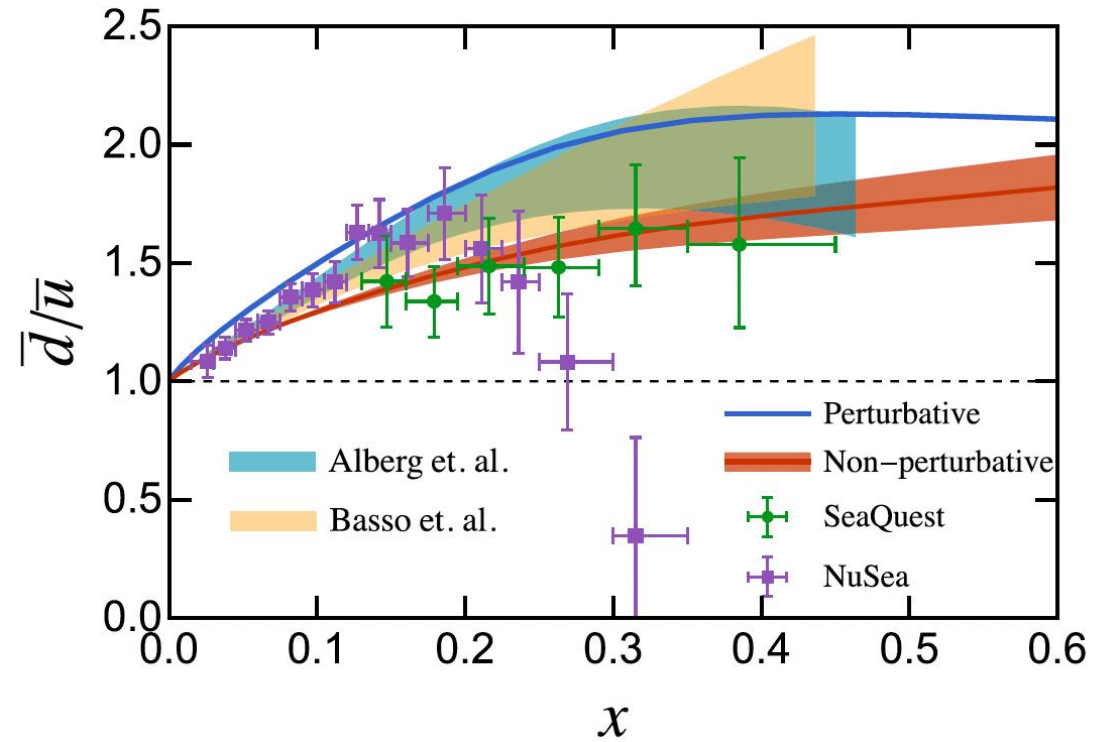 2.5
2.0
1.5
1.0
0.5
0.0
d̅/u̅
Perturbative
Alberg et. al.
Non−perturbative
Basso et. al.
SeaQuest
NuSea
0.0 0.1 0.2 0.3 0.4 0.5 0.6
x